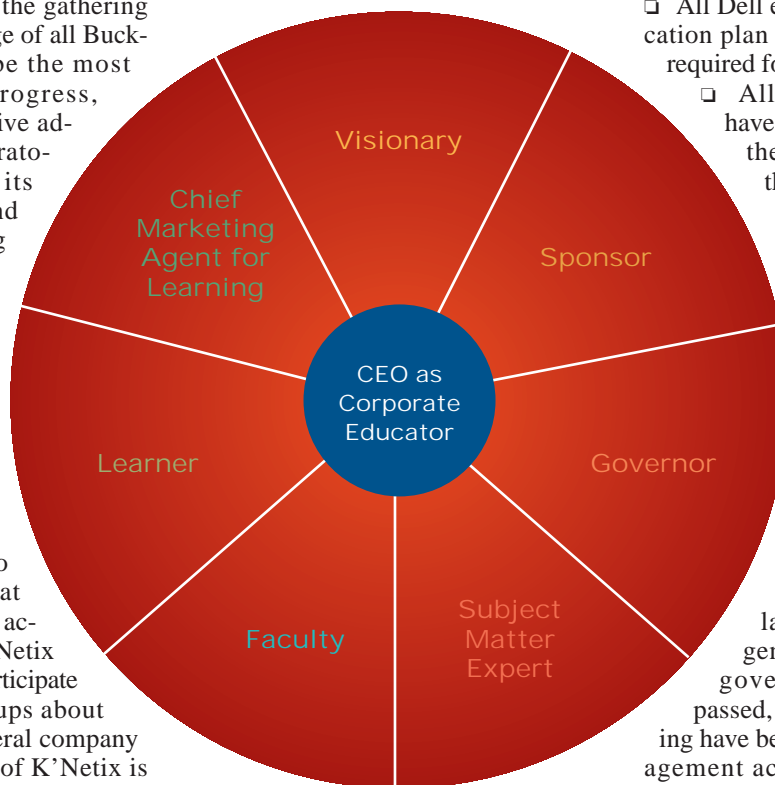 the gathering
ge of all Buck-
be the most
rogress,
ive ad-
rato-
its
nd
g
o
at
ac-
Netix
rticipate
ups about
eral company
of K’Netix is
Visionary
Sponsor
Governor
Subject
Matter
Expert
Faculty
Learner
Chief
Marketing
Agent for
Learning
CEO as
Corporate
Educator
❏ All Dell e
cation plan
required fo
❏ All
have
the
th
la
gen
gove
passed,
ing have be
agement ac